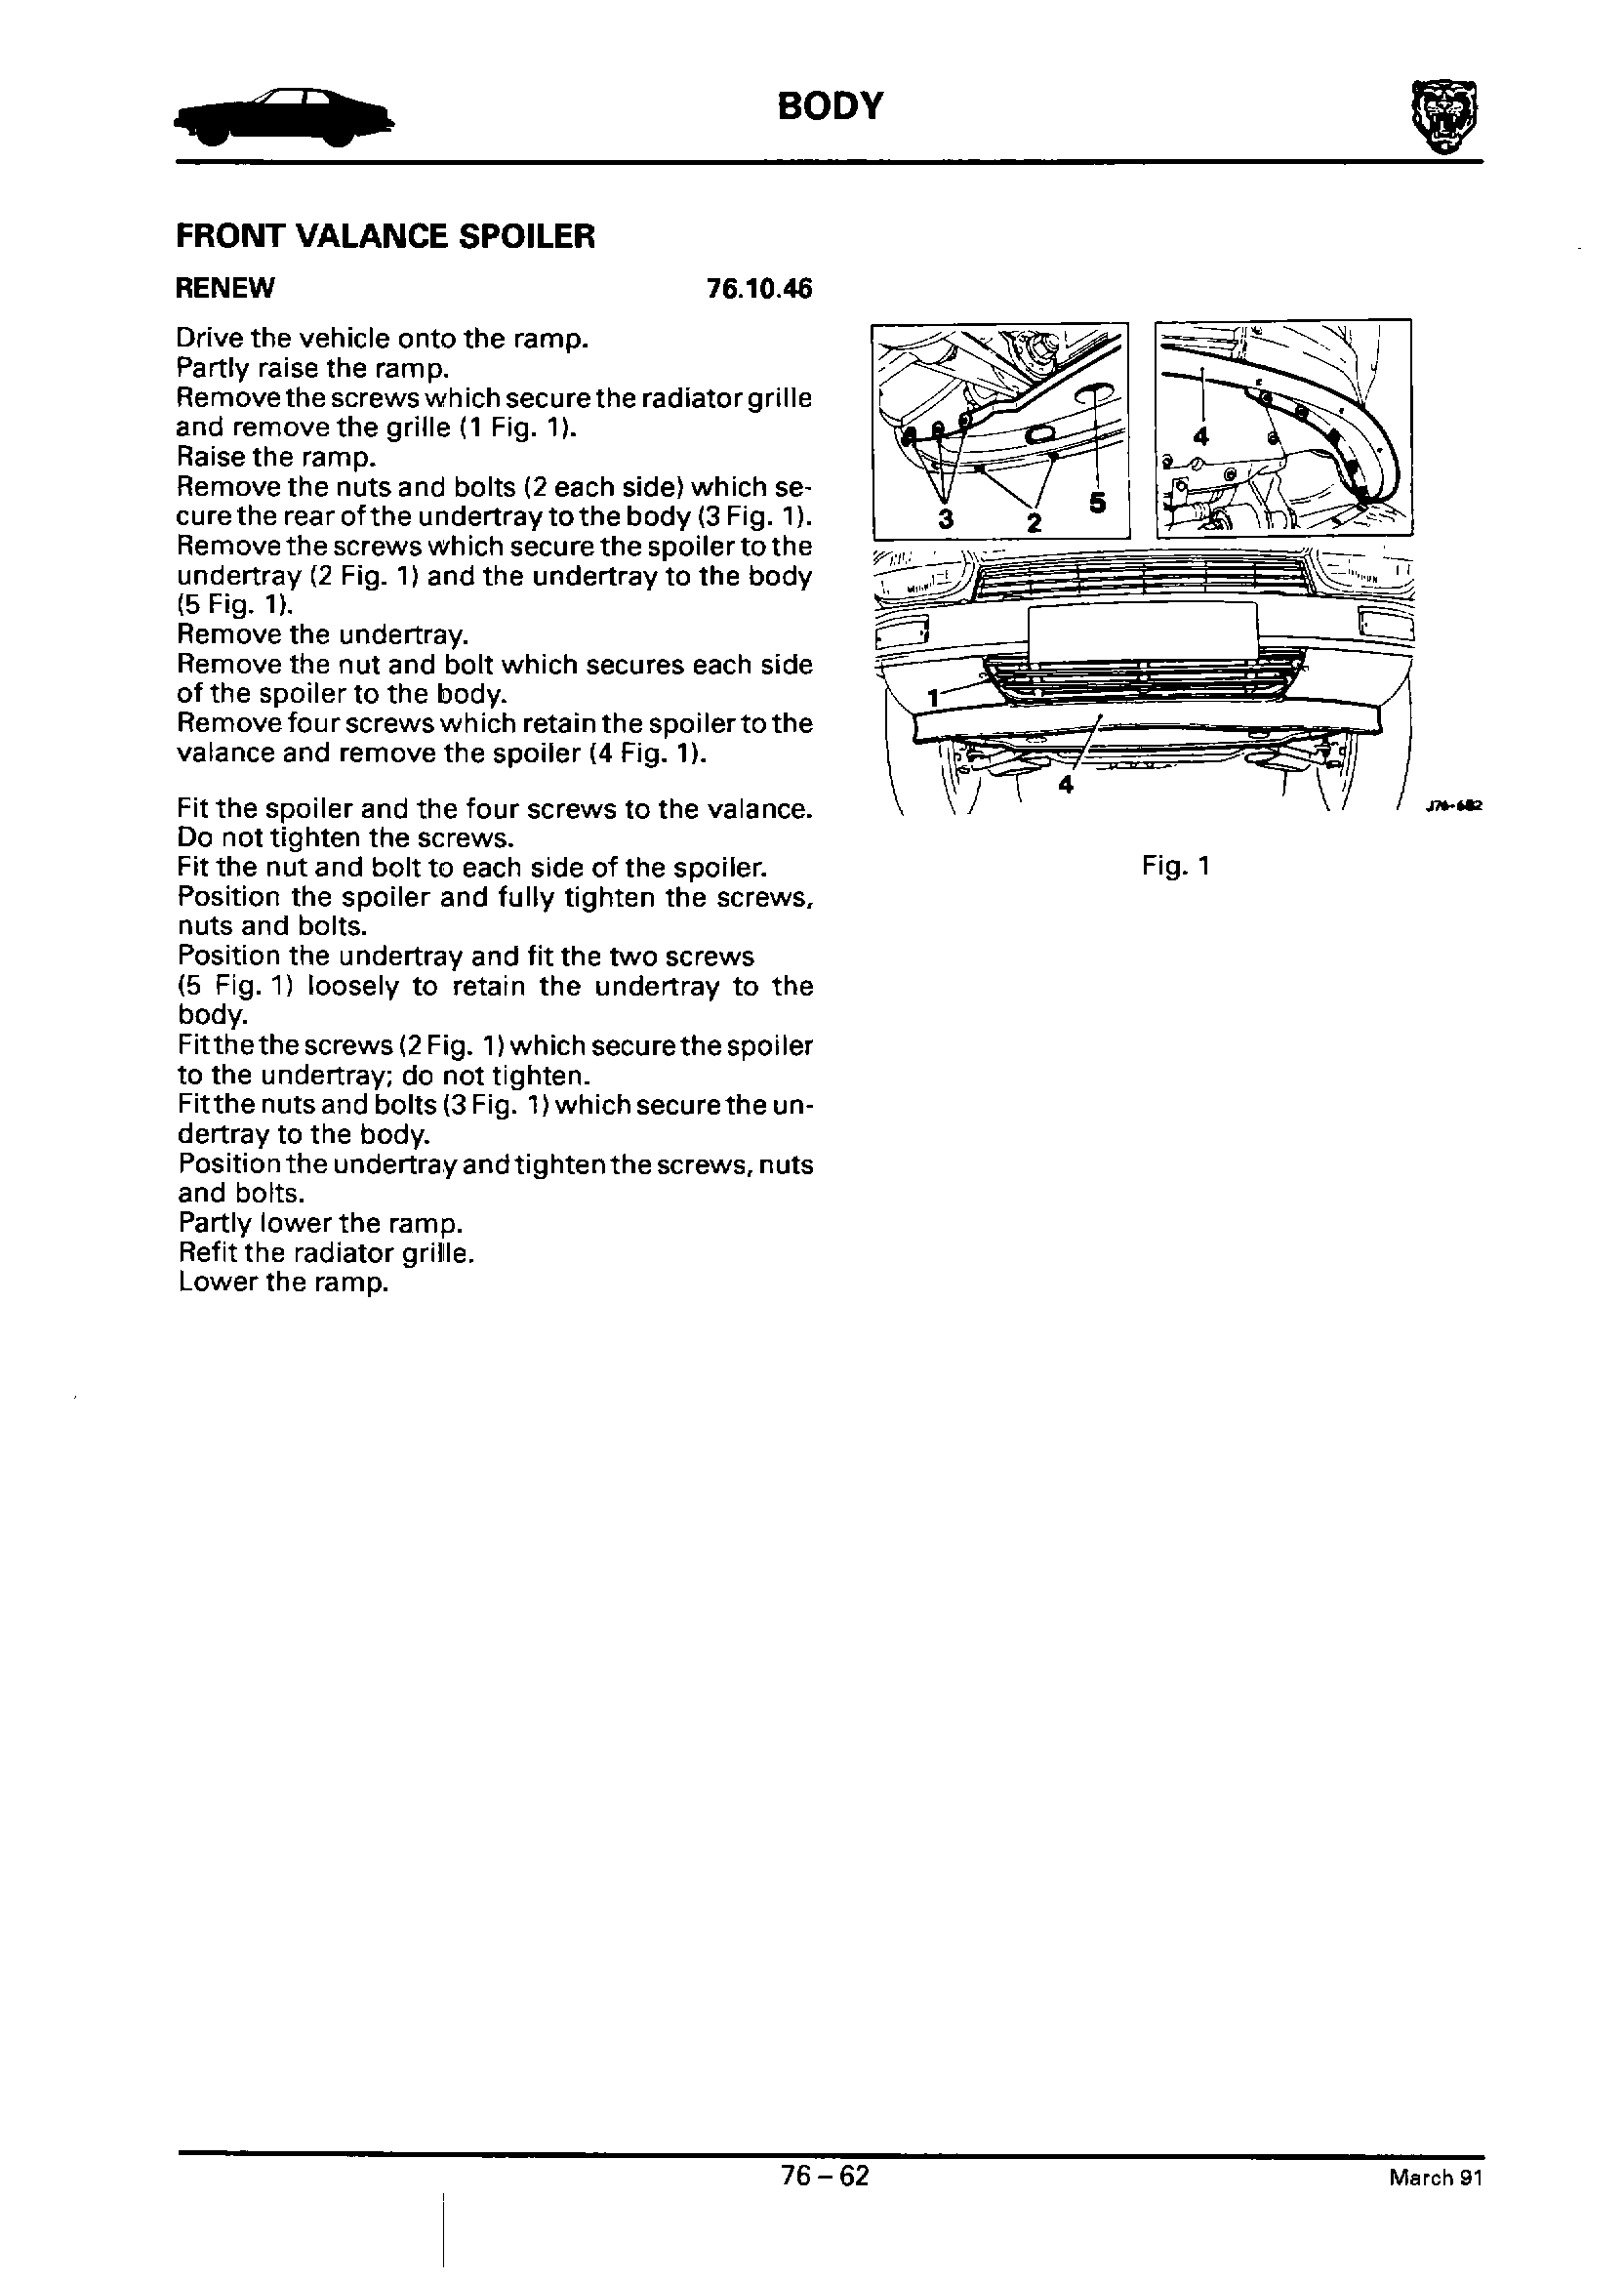 BODY
FRONT VALANCE SPOILER
RENEW 76.10.46
Drive the vehicle onto the ramp.
Partly raise the ramp.
Remove the screws which secure the radiator grille
and remove the grille (1 Fig. 1).
Raise the ramp.
Remove the nuts and bolts (2 each side) which se-
cure the rear of the undertray to the body (3 Fig. 1).
Remove the screws which secure the spoiler to the
undertray (2 Fig. 1) and the undertray to the body
(5 Fig. 1).
Remove the undertray.
Remove the nut and bolt which secures each side
of the spoiler to the body.
Remove four screws which retain the spoiler to the
valance and remove the spoiler (4 Fig. 1).
Fit the spoiler and the four screws to the valance.
Do not tighten the screws.
Fit the nut and bolt to each side of the spoiler.
Position the spoiler and fully tighten the screws,
nuts and bolts.
Position the undertray and fit the two screws
(5 Fig. 1) loosely to retain the undertray to the
body.
Fit the the screws (2 Fig. 1) which secure the spoiler
to the undertray; do not tighten.
Fit the nuts and bolts (3 Fig. 1) which secure the un-
dertray to the body.
Position the undertray and tighten the screws, nuts
and bolts.
Partly lower the ramp.
Refit the radiator grille.
Lower the ramp.
3 2 5
4
1
4
J76-682
Fig. 1
76 – 62
March 91